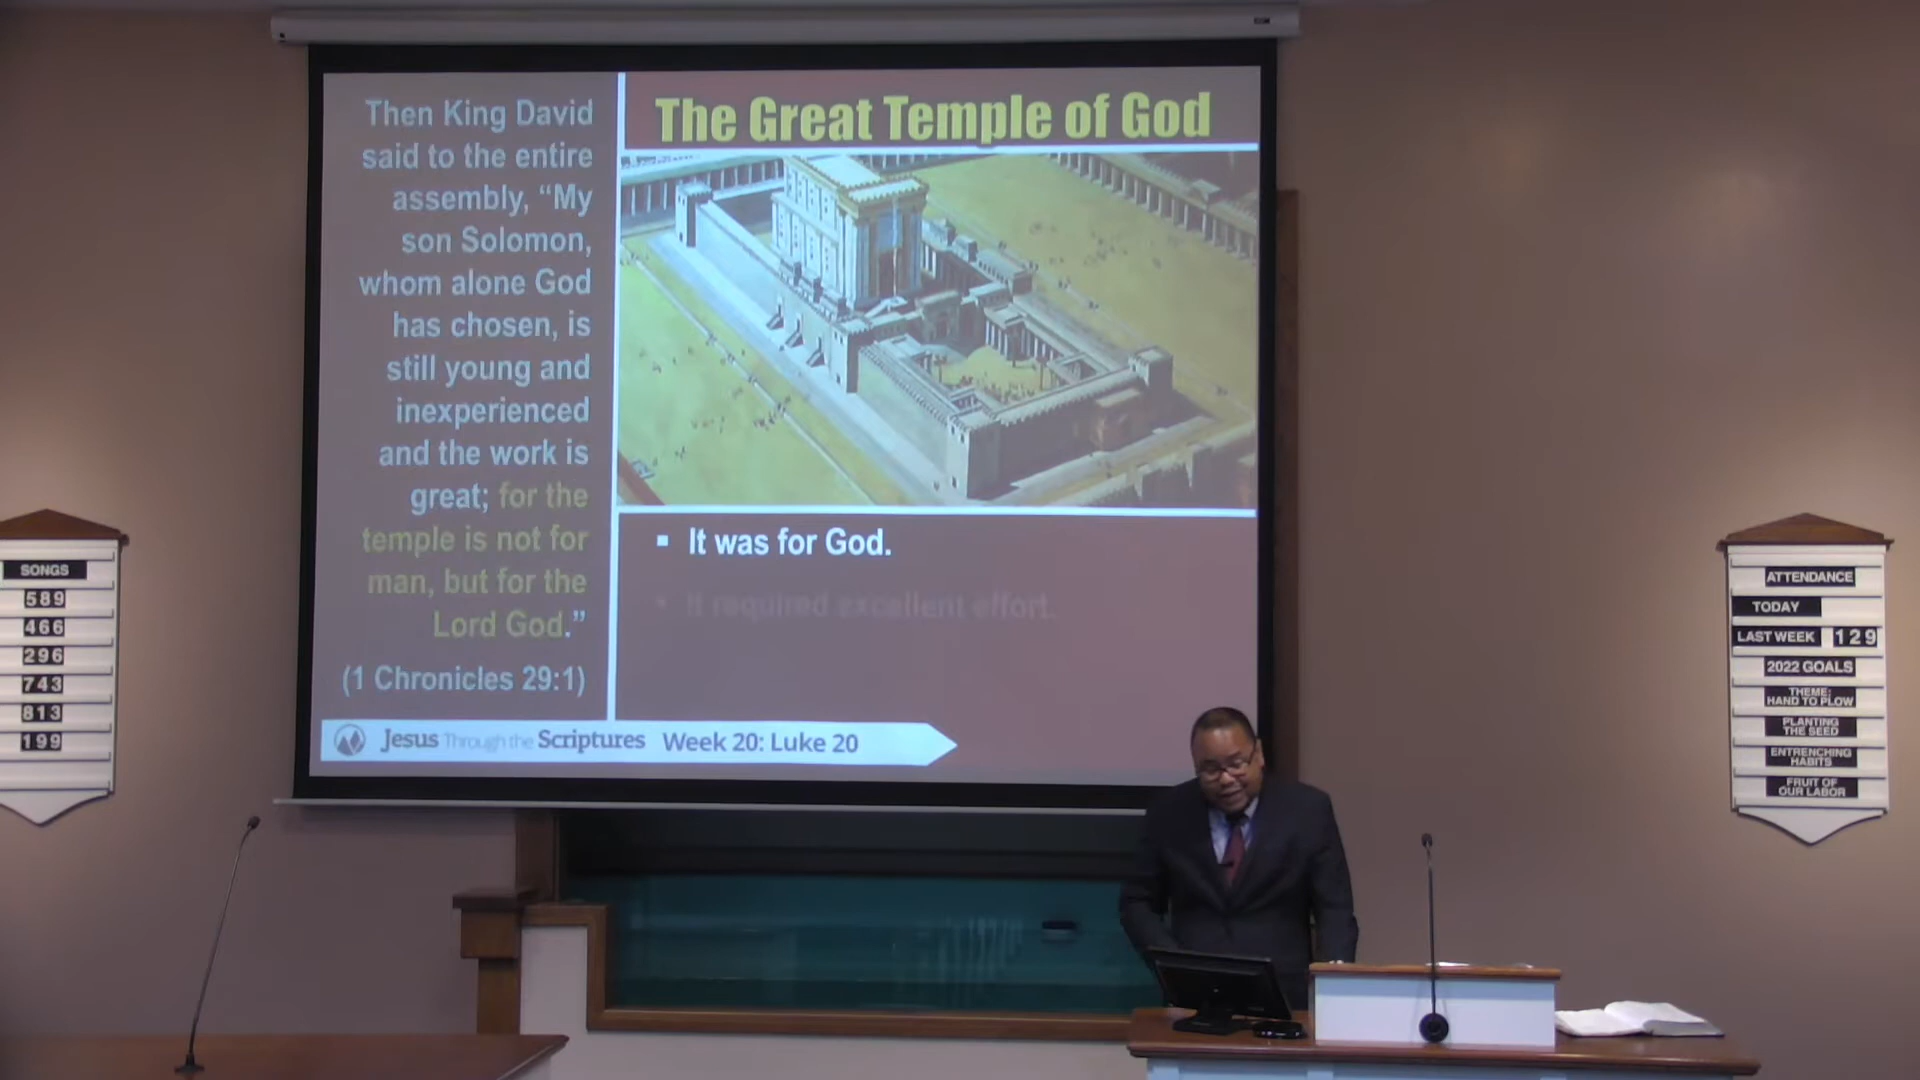 Then King David
said to the entire
assembly, “My
son Solomon,
whom alone God
has chosen, is
still young and
inexperienced
and the work is
great; for the
temple is not for
man, but for the
Lord God.”
(1 Chronicles 29:1)
The Great Temple of God
▪ It was for God.
▪ It required excellent effort.
Jesus Through the Scriptures Week 20: Luke 20
SONGS
589
466
296
743
813
199
ATTENDANCE
TODAY
LAST WEEK 129
2022 GOALS
THEME:
HAND TO PLOW
PLANTING
THE SEED
ENTRENCHING
HABITS
FRUIT OF
OUR LABOR